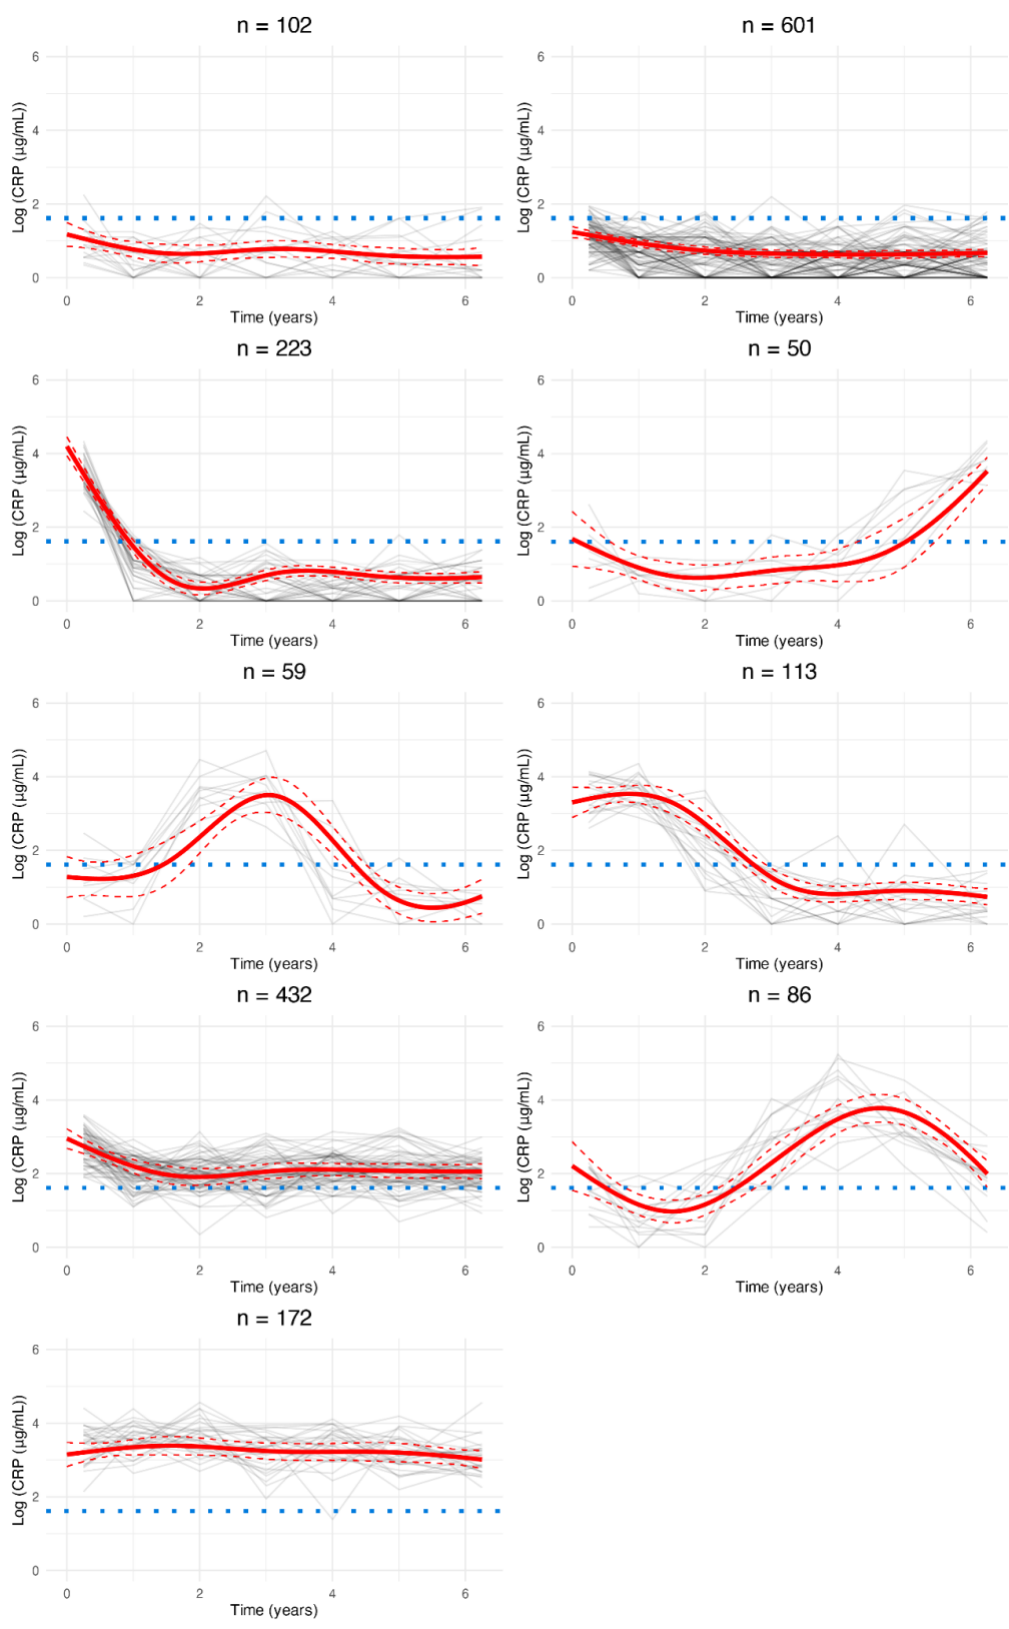 n = 102
n = 601
6
4
2
0
Log (CRP (µg/mL))
0
2
4
6
Time (years)
6
4
2
0
Log (CRP (µg/mL))
0
2
4
6
Time (years)
n = 223
n = 50
6
4
2
0
Log (CRP (µg/mL))
0
2
4
6
Time (years)
6
4
2
0
Log (CRP (µg/mL))
0
2
4
6
Time (years)
n = 59
n = 113
6
4
2
0
Log (CRP (µg/mL))
0
2
4
6
Time (years)
6
4
2
0
Log (CRP (µg/mL))
0
2
4
6
Time (years)
n = 432
n = 86
6
4
2
0
Log (CRP (µg/mL))
0
2
4
6
Time (years)
6
4
2
0
Log (CRP (µg/mL))
0
2
4
6
Time (years)
n = 172
6
4
2
0
Log (CRP (µg/mL))
0
2
4
6
Time (years)